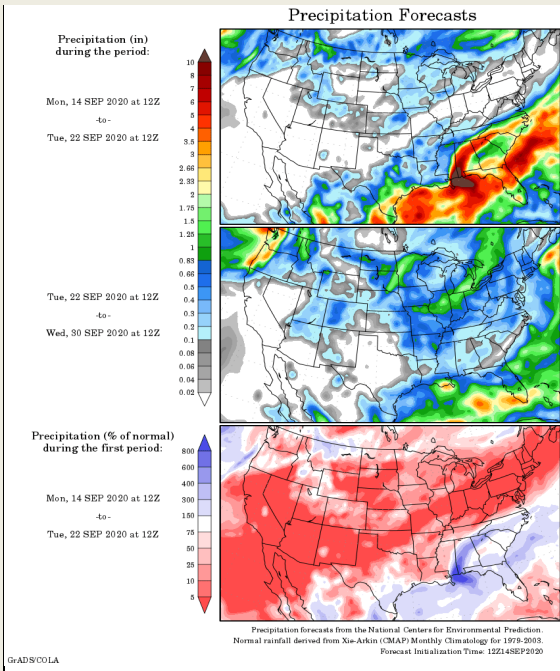 Precipitation Forecasts
Precipitation (in)
during the period:
Mon, 14 SEP 2020 at 12Z
-to-
Tue, 22 SEP 2020 at 12Z
10
8
7
6
5
4
3.5
3
2.66
2.33
2
1.75
1.5
1.25
1
0.83
0.66
0.5
0.4
0.3
0.2
0.1
0.08
0.06
0.04
0.02
Tue, 22 SEP 2020 at 12Z
-to-
Wed, 30 SEP 2020 at 12Z
Precipitation (% of normal)
during the first period:
Mon, 14 SEP 2020 at 12Z
-to-
Tue, 22 SEP 2020 at 12Z
800
600
400
300
150
75
50
25
10
5
Precipitation forecasts from the National Centers for Environmental Prediction.
Normal rainfall derived from Xie-Arkin (CMAP) Monthly Climatology for 1979-2003.
Forecast Initialization Time: 12Z14SEP2020
GrADS/COLA